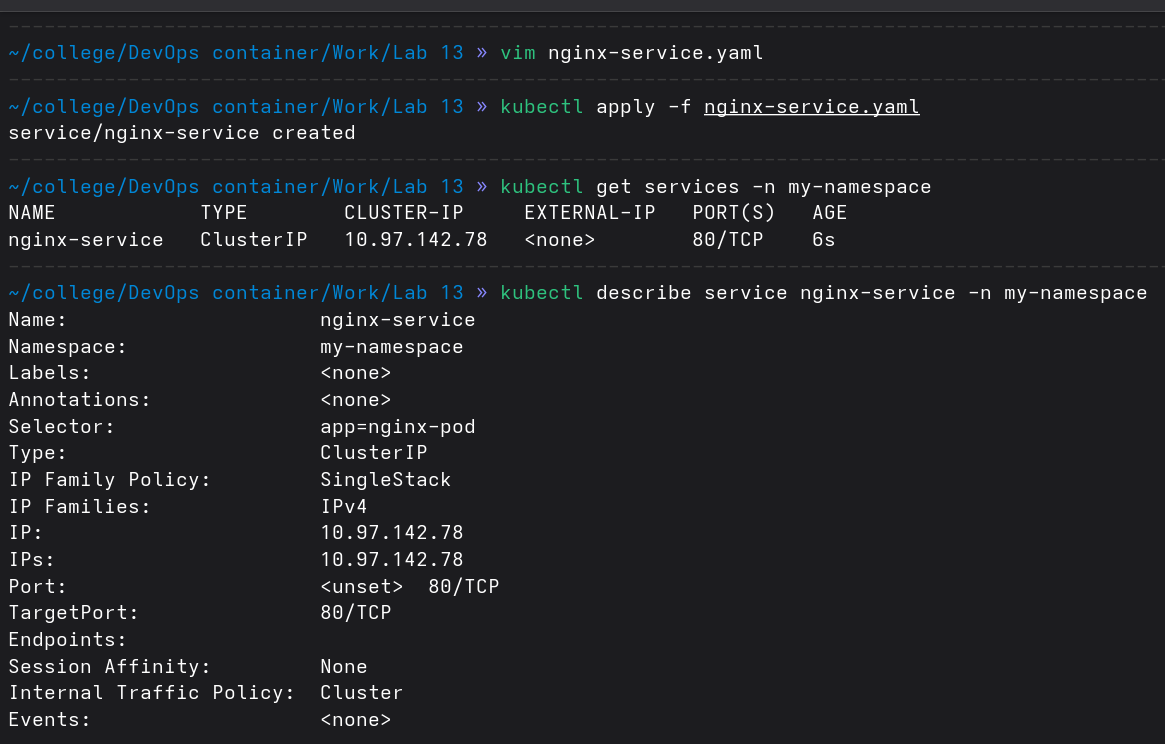 ~/college/DevOps container/Work/Lab 13 » vim nginx-service.yaml
~/college/DevOps container/Work/Lab 13 » kubectl apply -f nginx-service.yaml
service/nginx-service created
~/college/DevOps container/Work/Lab 13 » kubectl get services -n my-namespace
NAME            TYPE        CLUSTER-IP     EXTERNAL-IP   PORT(S)   AGE
nginx-service   ClusterIP   10.97.142.78   <none>        80/TCP    6s
~/college/DevOps container/Work/Lab 13 » kubectl describe service nginx-service -n my-namespace
Name:                     nginx-service
Namespace:                my-namespace
Labels:                   <none>
Annotations:              <none>
Selector:                 app=nginx-pod
Type:                     ClusterIP
IP Family Policy:         SingleStack
IP Families:              IPv4
IP:                       10.97.142.78
IPs:                      10.97.142.78
Port:                     <unset>  80/TCP
TargetPort:               80/TCP
Endpoints:
Session Affinity:         None
Internal Traffic Policy:  Cluster
Events:                   <none>